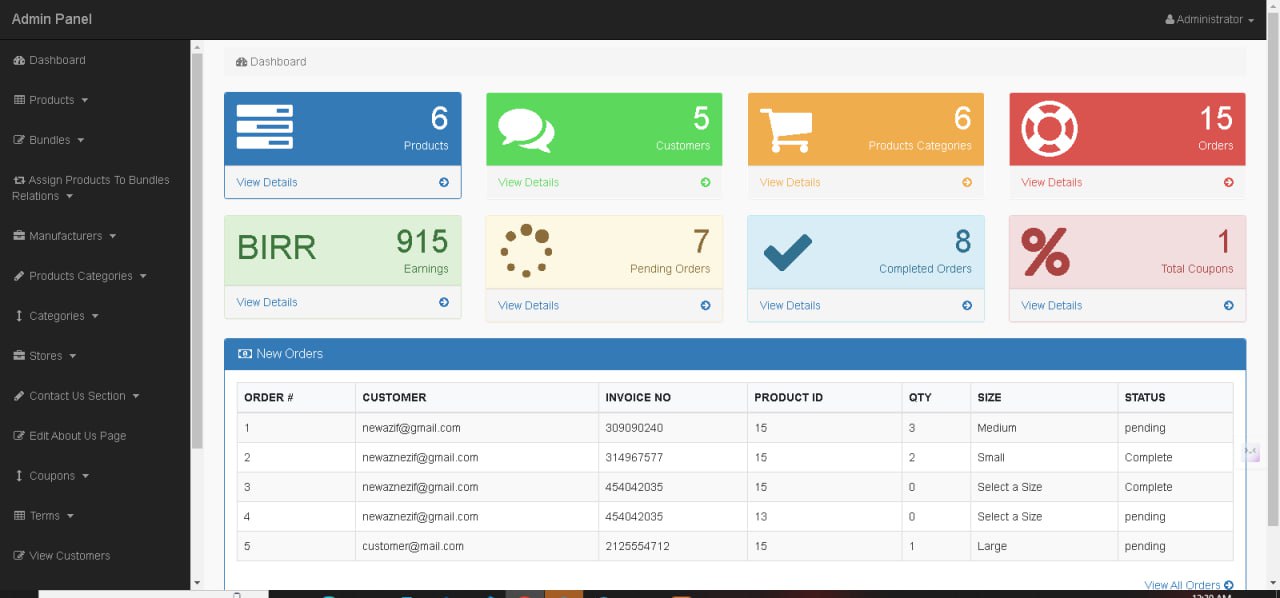 Admin Panel
Administrator
Dashboard
Products
Bundles
Assign Products To Bundles
Relations
Manufacturers
Products Categories
Categories
Stores
Contact Us Section
Edit About Us Page
Coupons
Terms
View Customers
Dashboard
6
Products
View Details
5
Customers
View Details
6
Products Categories
View Details
15
Orders
View Details
BIRR 915
Earnings
View Details
7
Pending Orders
View Details
8
Completed Orders
View Details
%
1
Total Coupons
View Details
New Orders
ORDER # CUSTOMER INVOICE NO PRODUCT ID QTY SIZE STATUS
1 newazif@gmail.com 309090240 15 3 Medium pending
2 newaznezif@gmail.com 314967577 15 2 Small Complete
3 newaznezif@gmail.com 454042035 15 0 Select a Size Complete
4 newaznezif@gmail.com 454042035 13 0 Select a Size pending
5 customer@mail.com 2125554712 15 1 Large pending
View All Orders